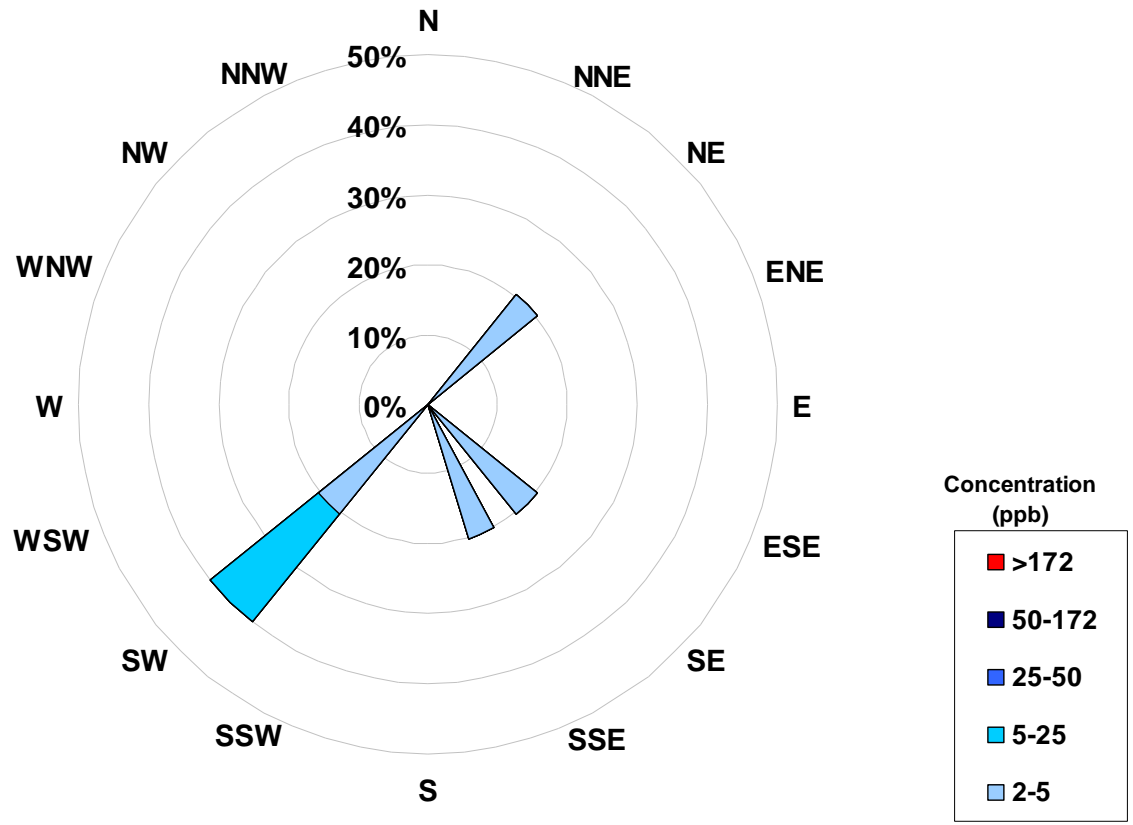 N
NNW
NNE
50%
40%
NW
NE
30%
20%
WNW
ENE
10%
W
0%
E
WSW
ESE
SW
SE
SSW
SSE
S
Concentration
(ppb)
>172
50-172
25-50
5-25
2-5